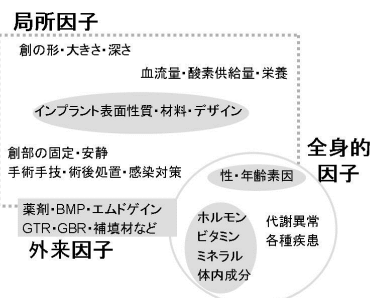 局所因子
創の形・大きさ・深さ
血流量・酸素供給量・栄養
インプラント表面性質・材料・デザイン
創部の固定・安静
手術手技・術後処置・感染対策
全身的
因子
性・年齢素因
薬剤・BMP・エムドゲイン
GTR・GBR・補填材など
外来因子
ホルモン
ビタミン
ミネラル
体内成分
代謝異常
各種疾患